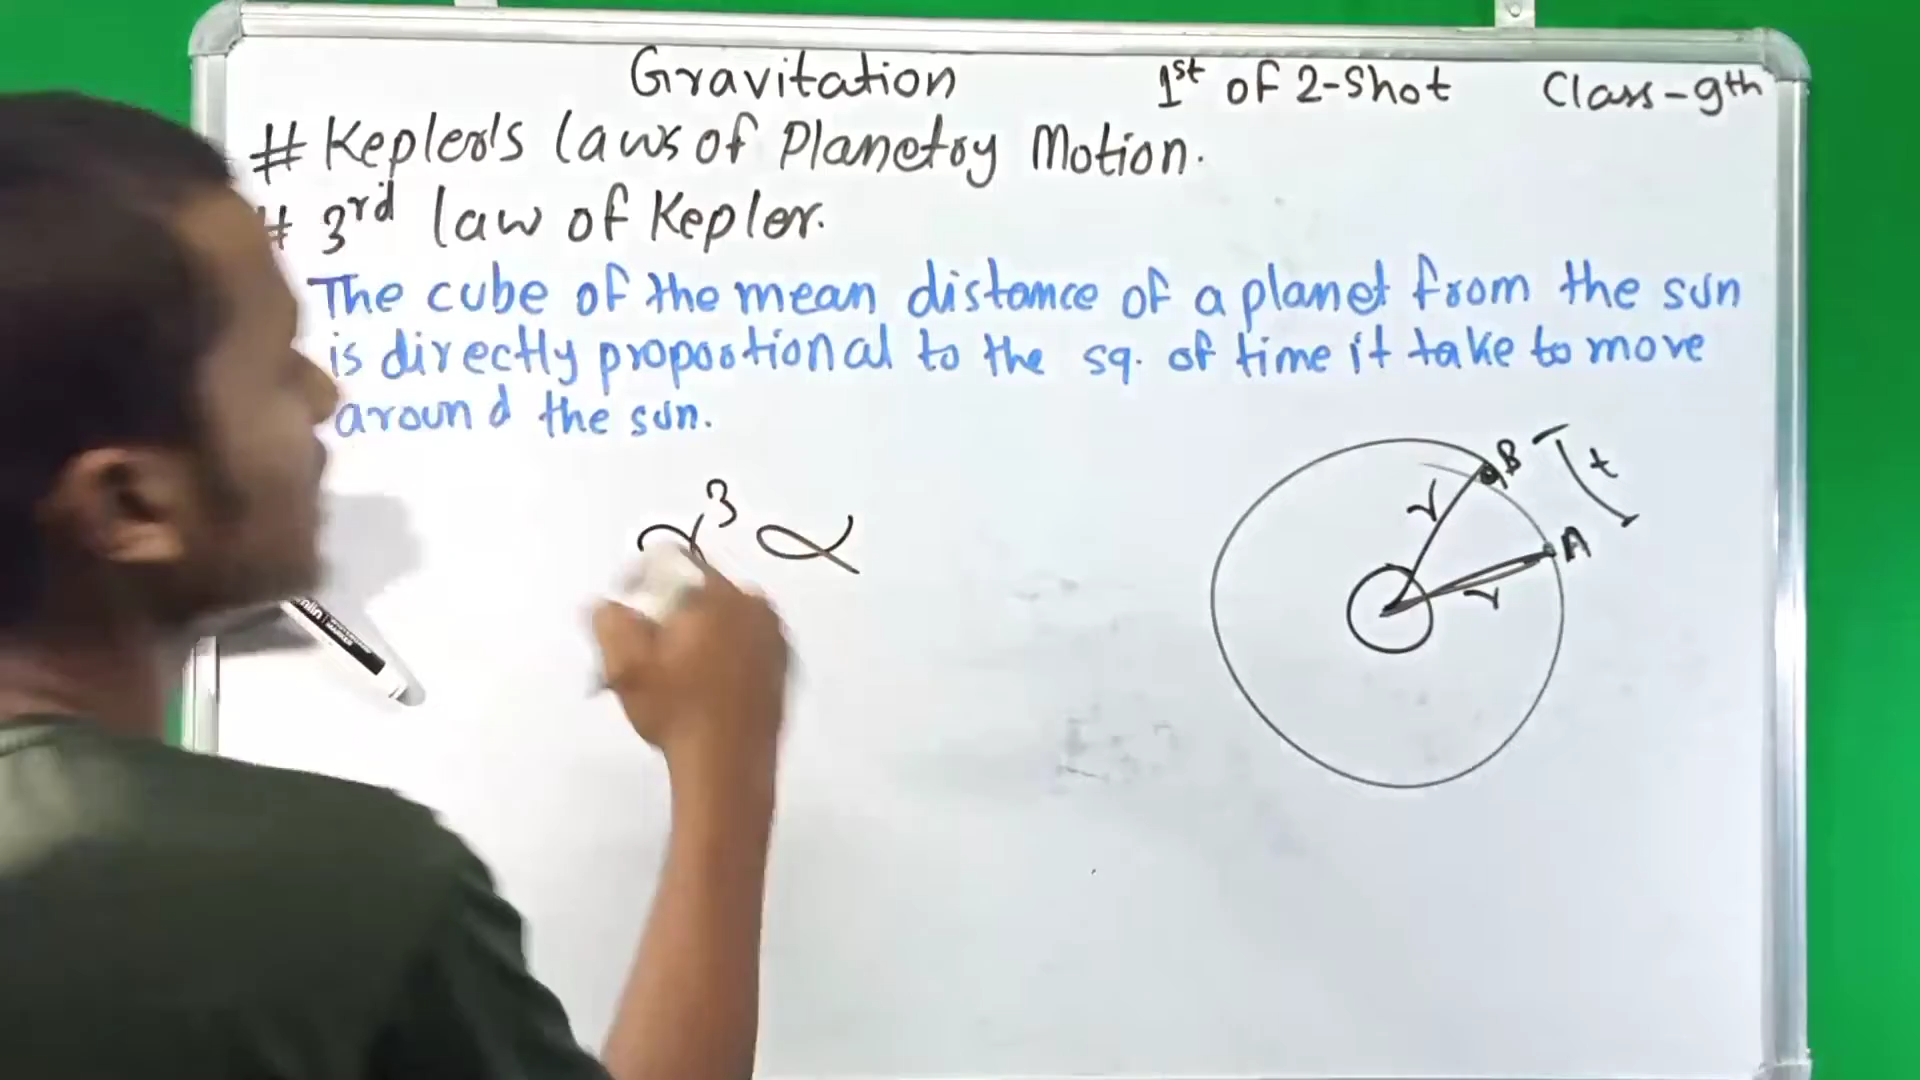 Gravitation 1st of 2-Shot Class-9th
# Kepler's Laws of Planetry Motion.
# 3rd law of Kepler.
The cube of the mean distance of a planet from the sun
is directly proportional to the sq. of time it take to move
around the sun.
r³ ∝
B
t
r
A
r